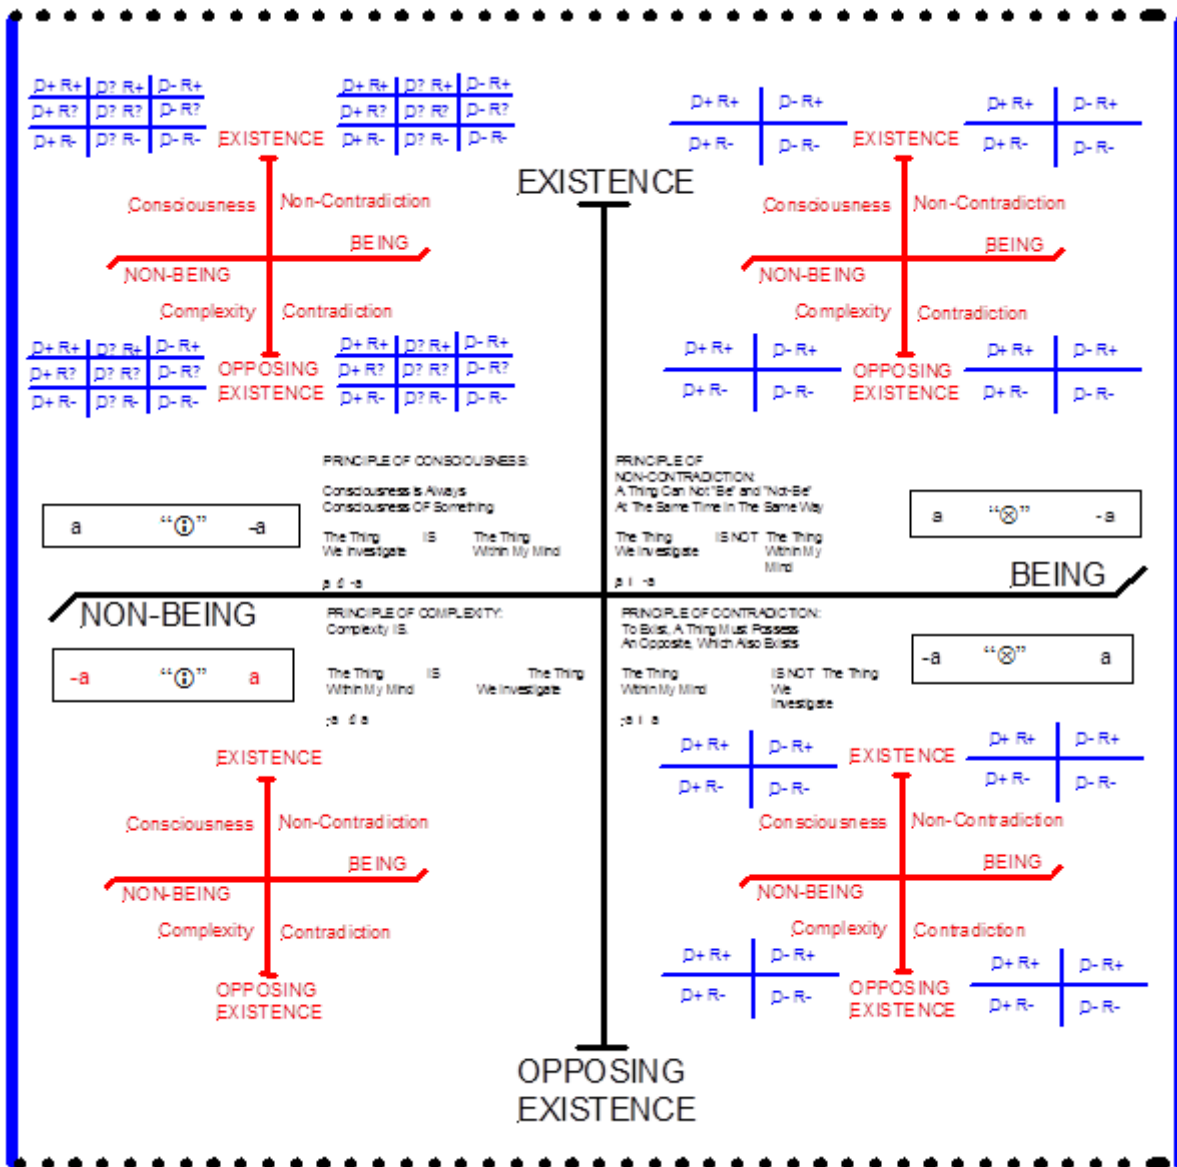 D+ R+ D? R+ D- R+
D+ R? D? R? D- R?
D+ R- D? R- D- R-
D+ R+ D? R+ D- R+
D+ R? D? R? D- R?
D+ R- D? R- D- R-
EXISTENCE
Consciousness Non-Contradiction
BEING
NON-BEING
Complexity Contradiction
D+ R+ D? R+ D- R+
D+ R? D? R? D- R?
D+ R- D? R- D- R-
OPPOSING
EXISTENCE
D+ R+ D? R+ D- R+
D+ R? D? R? D- R?
D+ R- D? R- D- R-
EXISTENCE
D+ R+ D- R+
D+ R- D- R-
EXISTENCE
D+ R+ D- R+
D+ R- D- R-
Consciousness Non-Contradiction
BEING
NON-BEING
Complexity Contradiction
D+ R+ D- R+
D+ R- D- R-
OPPOSING
EXISTENCE
D+ R+ D- R+
D+ R- D- R-
PRINCIPLE OF CONSCIOUSNESS:
Consciousness Is Always
Consciousness OF Something
The Thing IS The Thing
We Investigate Within My Mind
a “ⓘ” -a
PRINCIPLE OF
NON-CONTRADICTION:
A Thing Can Not "Be" and "Not-Be"
At The Same Time In The Same Way
The Thing IS NOT The Thing
We Investigate Within My
Mind
a “⊗” -a
NON-BEING
BEING
PRINCIPLE OF COMPLEXITY:
Complexity IS.
The Thing IS The Thing
Within My Mind We Investigate
-a “ⓘ” a
PRINCIPLE OF CONTRADICTION:
To Exist, A Thing Must Possess
An Opposite, Which Also Exists
The Thing IS NOT The Thing
Within My Mind We
Investigate
-a “⊗” a
EXISTENCE
Consciousness Non-Contradiction
BEING
NON-BEING
Complexity Contradiction
OPPOSING
EXISTENCE
D+ R+ D- R+
D+ R- D- R-
EXISTENCE
D+ R+ D- R+
D+ R- D- R-
Consciousness Non-Contradiction
BEING
NON-BEING
Complexity Contradiction
D+ R+ D- R+
D+ R- D- R-
OPPOSING
EXISTENCE
D+ R+ D- R+
D+ R- D- R-
OPPOSING
EXISTENCE